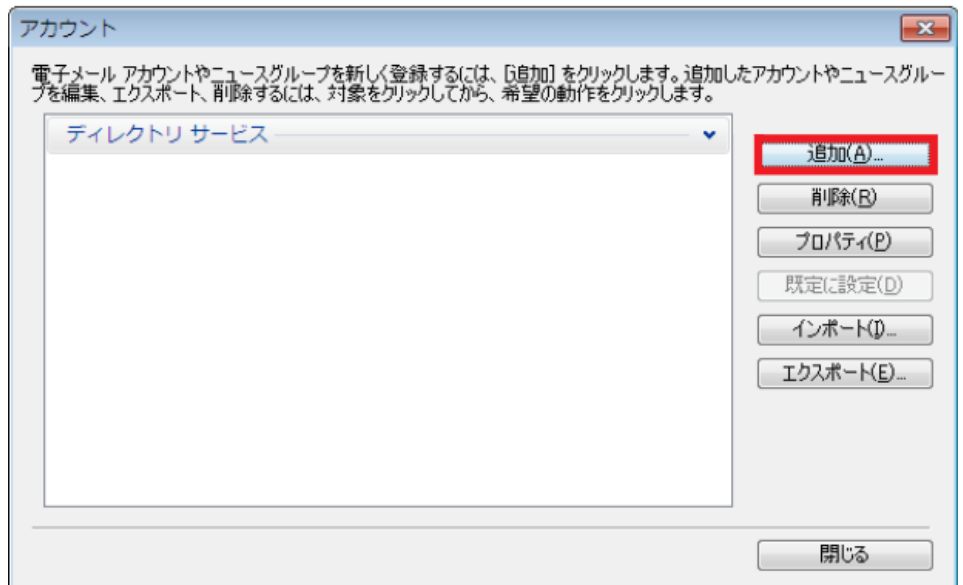 アカウント
電子メール アカウントやニュースグループを新しく登録するには、[追加] をクリックします。追加したアカウントやニュースグルー
プを編集、エクスポート、削除するには、対象をクリックしてから、希望の動作をクリックします。
ディレクトリ サービス
追加(A)...
削除(R)
プロパティ(P)
既定に設定(D)
インポート(I)...
エクスポート(E)...
閉じる